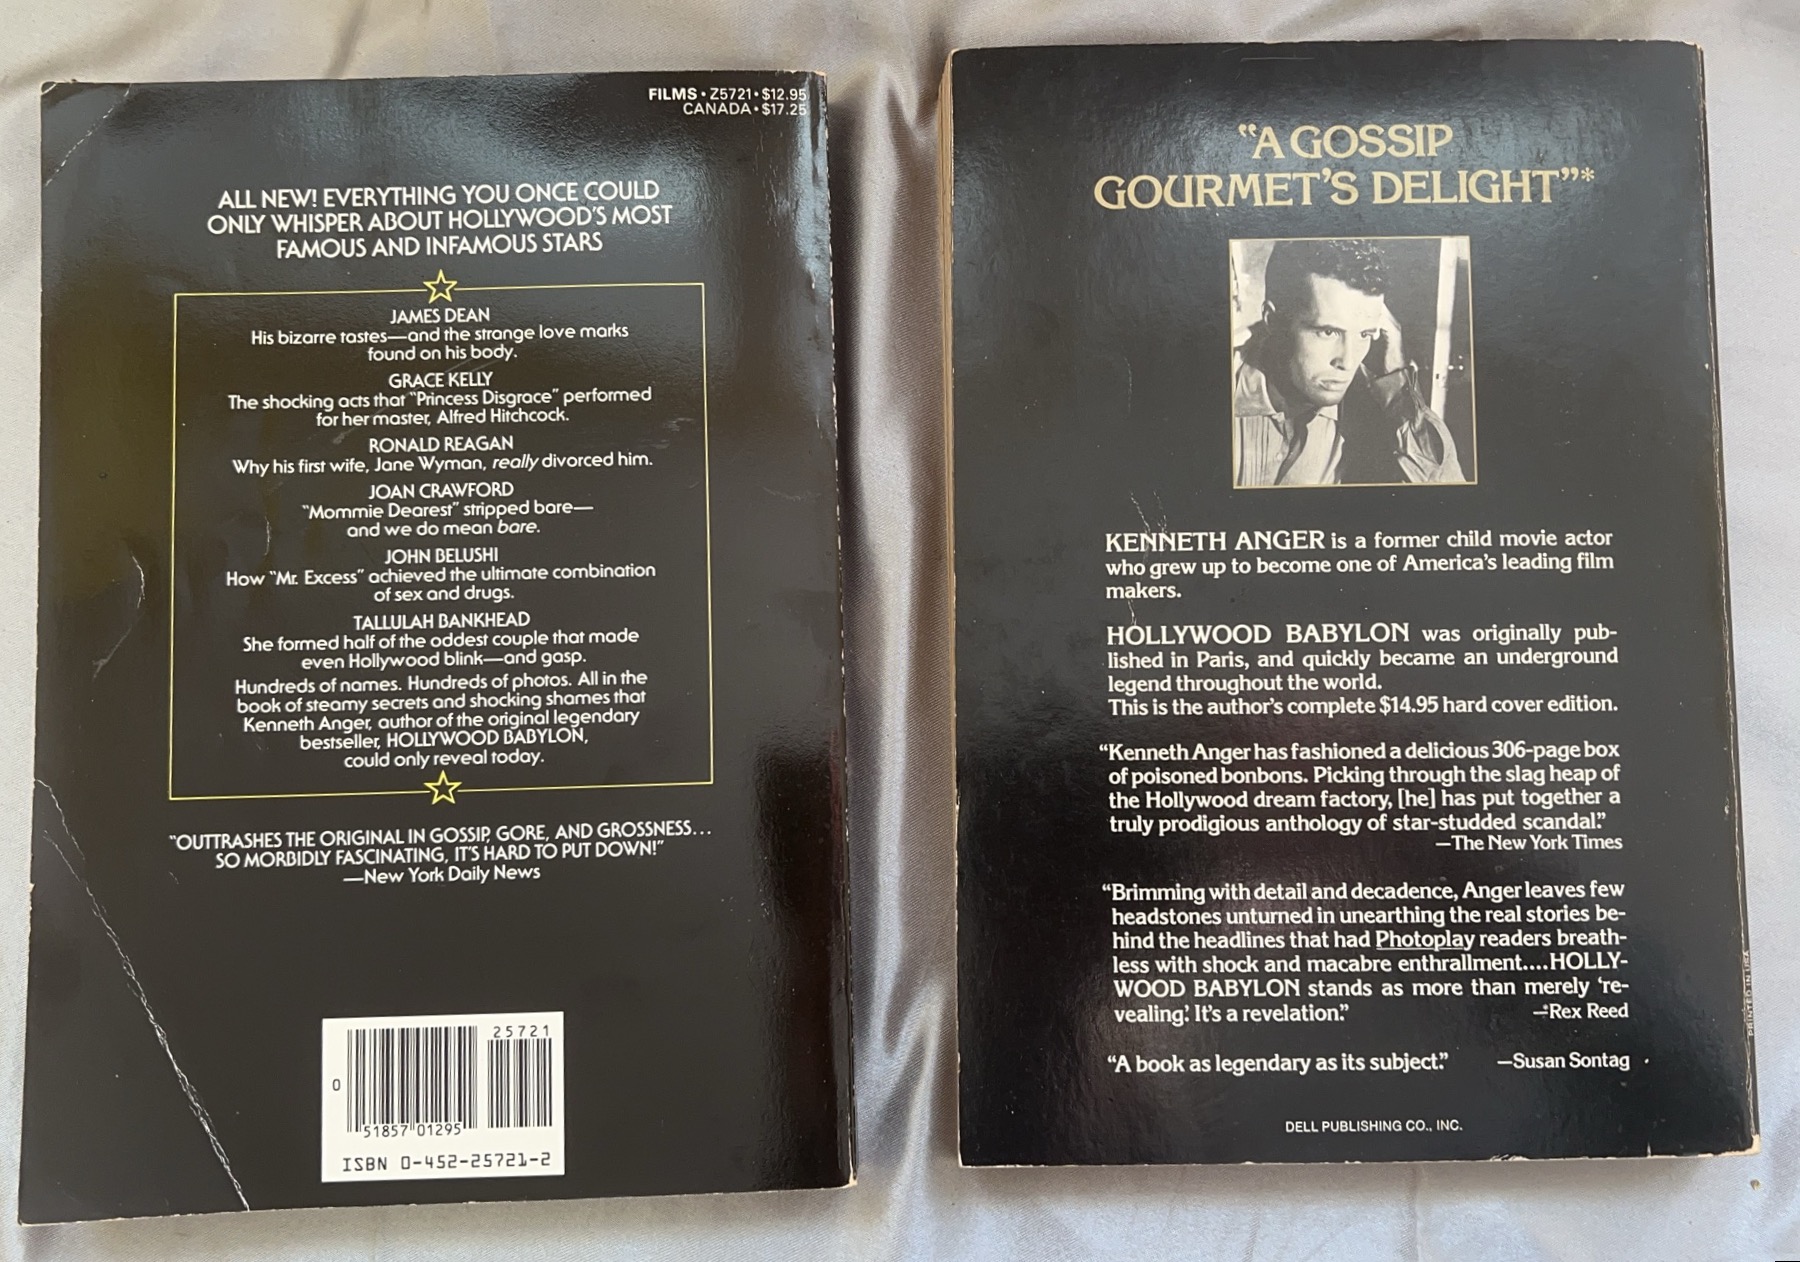 FILMS • Z5721 • $12.95
CANADA • $17.25
ALL NEW! EVERYTHING YOU ONCE COULD
ONLY WHISPER ABOUT HOLLYWOOD'S MOST
FAMOUS AND INFAMOUS STARS
JAMES DEAN
His bizarre tastes—and the strange love marks
found on his body.
GRACE KELLY
The shocking acts that "Princess Disgrace" performed
for her master, Alfred Hitchcock.
RONALD REAGAN
Why his first wife, Jane Wyman, really divorced him.
JOAN CRAWFORD
"Mommie Dearest" stripped bare—
and we do mean bare.
JOHN BELUSHI
How "Mr. Excess" achieved the ultimate combination
of sex and drugs.
TALLULAH BANKHEAD
She formed half of the oddest couple that made
even Hollywood blink—and gasp.
Hundreds of names. Hundreds of photos. All in the
book of steamy secrets and shocking shames that
Kenneth Anger, author of the original legendary
bestseller, HOLLYWOOD BABYLON,
could only reveal today.
"OUTTRASHES THE ORIGINAL IN GOSSIP, GORE, AND GROSSNESS...
SO MORBIDLY FASCINATING, IT'S HARD TO PUT DOWN!"
—New York Daily News
25721
0
51857 01295
ISBN 0-452-25721-2
"A GOSSIP
GOURMET'S DELIGHT"*
KENNETH ANGER is a former child movie actor
who grew up to become one of America's leading film
makers.
HOLLYWOOD BABYLON was originally pub-
lished in Paris, and quickly became an underground
legend throughout the world.
This is the author's complete $14.95 hard cover edition.
"Kenneth Anger has fashioned a delicious 306-page box
of poisoned bonbons. Picking through the slag heap of
the Hollywood dream factory, [he] has put together a
truly prodigious anthology of star-studded scandal."
—The New York Times
"Brimming with detail and decadence, Anger leaves few
headstones unturned in unearthing the real stories be-
hind the headlines that had Photoplay readers breath-
less with shock and macabre enthrallment....HOLLY-
WOOD BABYLON stands as more than merely 're-
vealing.' It's a revelation."
*—Rex Reed
"A book as legendary as its subject." —Susan Sontag
DELL PUBLISHING CO., INC.
PRINTED IN USA